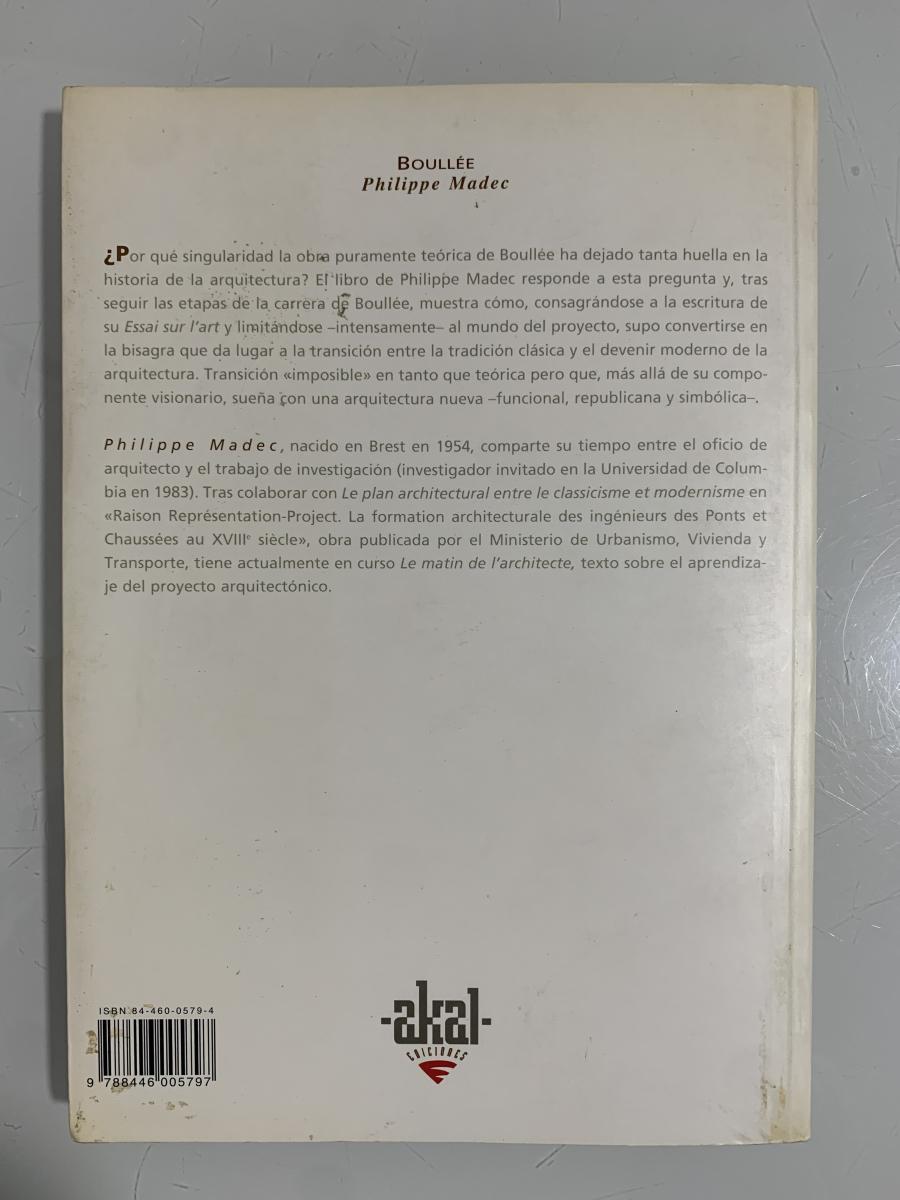 BOULLÉE
Philippe Madec
¿Por qué singularidad la obra puramente teórica de Boullée ha dejado tanta huella en la
historia de la arquitectura? El libro de Philippe Madec responde a esta pregunta y, tras
seguir las etapas de la carrera de Boullée, muestra cómo, consagrándose a la escritura de
su Essai sur l'art y limitándose –intensamente– al mundo del proyecto, supo convertirse en
la bisagra que da lugar a la transición entre la tradición clásica y el devenir moderno de la
arquitectura. Transición «imposible» en tanto que teórica pero que, más allá de su compo-
nente visionario, sueña con una arquitectura nueva –funcional, republicana y simbólica–.
Philippe Madec, nacido en Brest en 1954, comparte su tiempo entre el oficio de
arquitecto y el trabajo de investigación (investigador invitado en la Universidad de Colum-
bia en 1983). Tras colaborar con Le plan architectural entre le classicisme et modernisme en
«Raison Représentation-Project. La formation architecturale des ingénieurs des Ponts et
Chaussées au XVIIIe siècle», obra publicada por el Ministerio de Urbanismo, Vivienda y
Transporte, tiene actualmente en curso Le matin de l'architecte, texto sobre el aprendiza-
je del proyecto arquitectónico.
ISBN 84-460-0579-4
9 788446 005797
-akal-
EDICIONES